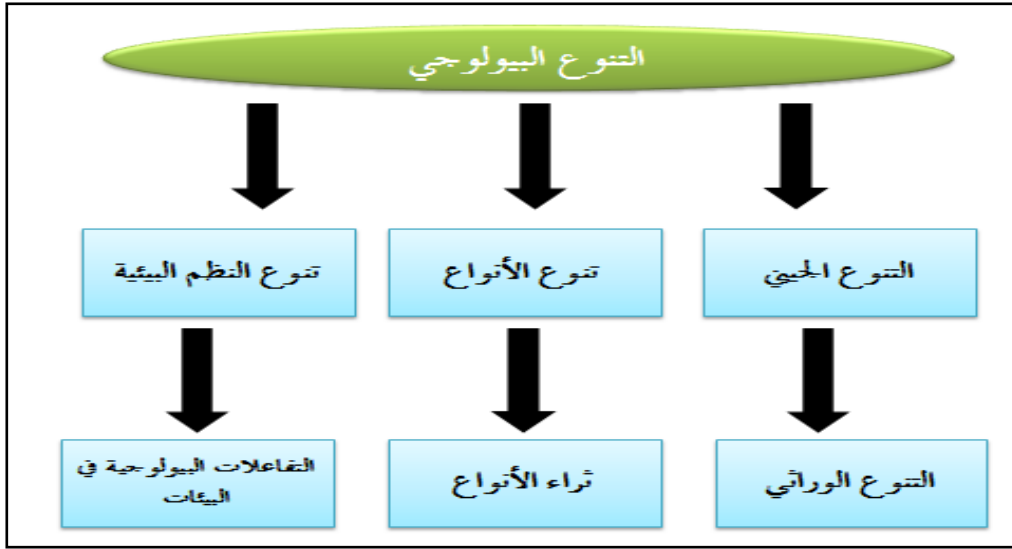 التنوع البيولوجي
التنوع الجيني
تنوع الأنواع
تنوع النظم البيئية
التنوع الوراثي
ثراء الأنواع
التفاعلات البيولوجية في
البيئات